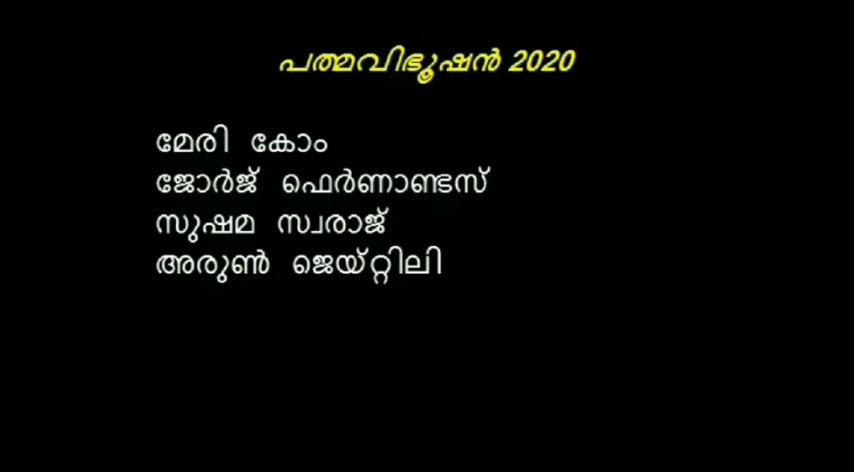 പത്മവിഭൂഷൻ 2020
മേരി കോം
ജോർജ് ഫെർണാണ്ടസ്
സുഷമ സ്വരാജ്
അരുൺ ജെയ്റ്റിലി